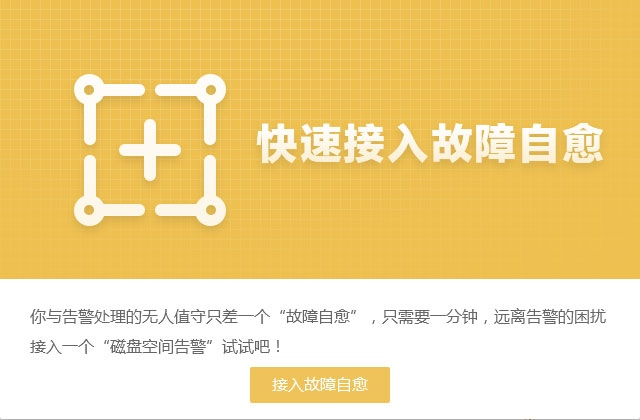 快速接入故障自愈
你与告警处理的无人值守只差一个“故障自愈”，只需要一分钟，远离告警的困扰
接入一个“磁盘空间告警”试试吧！
接入故障自愈